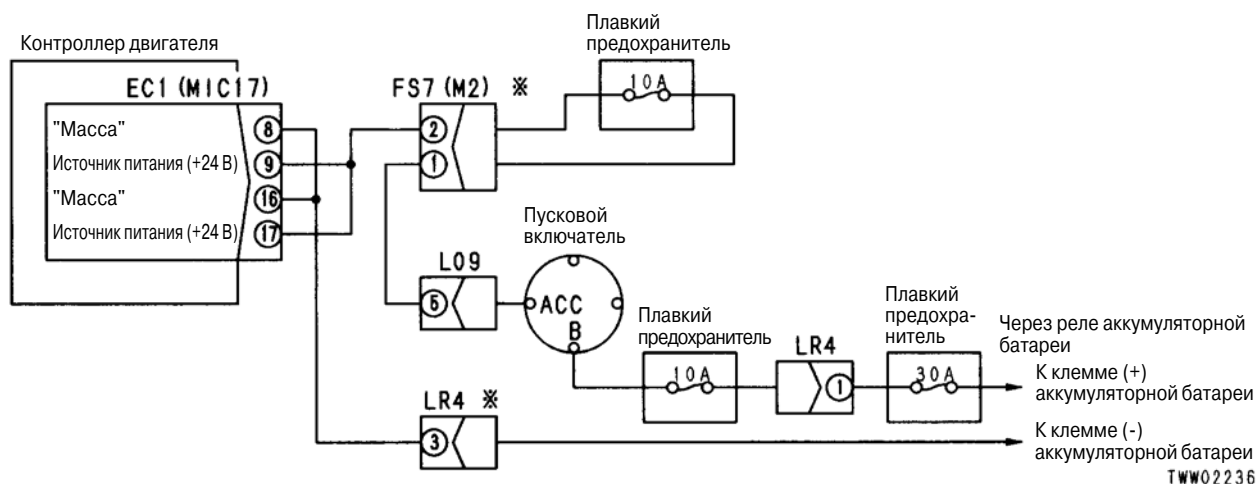 Плавкий
предохранитель
Контроллер двигателя
10A
EC1 (MIC17)
FS7 (M2) ※
"Масса"
8
2
Источник питания (+24 В)
9
1
"Масса"
16
Источник питания (+24 В)
17
Пусковой
включатель
L09
5
ACC
B
Плавкий
предохранитель
10A
LR4
1
Плавкий
предохра-
нитель
30A
Через реле аккумуляторной
батареи
К клемме (+)
аккумуляторной батареи
LR4 ※
3
К клемме (-)
аккумуляторной батареи
TWW02236